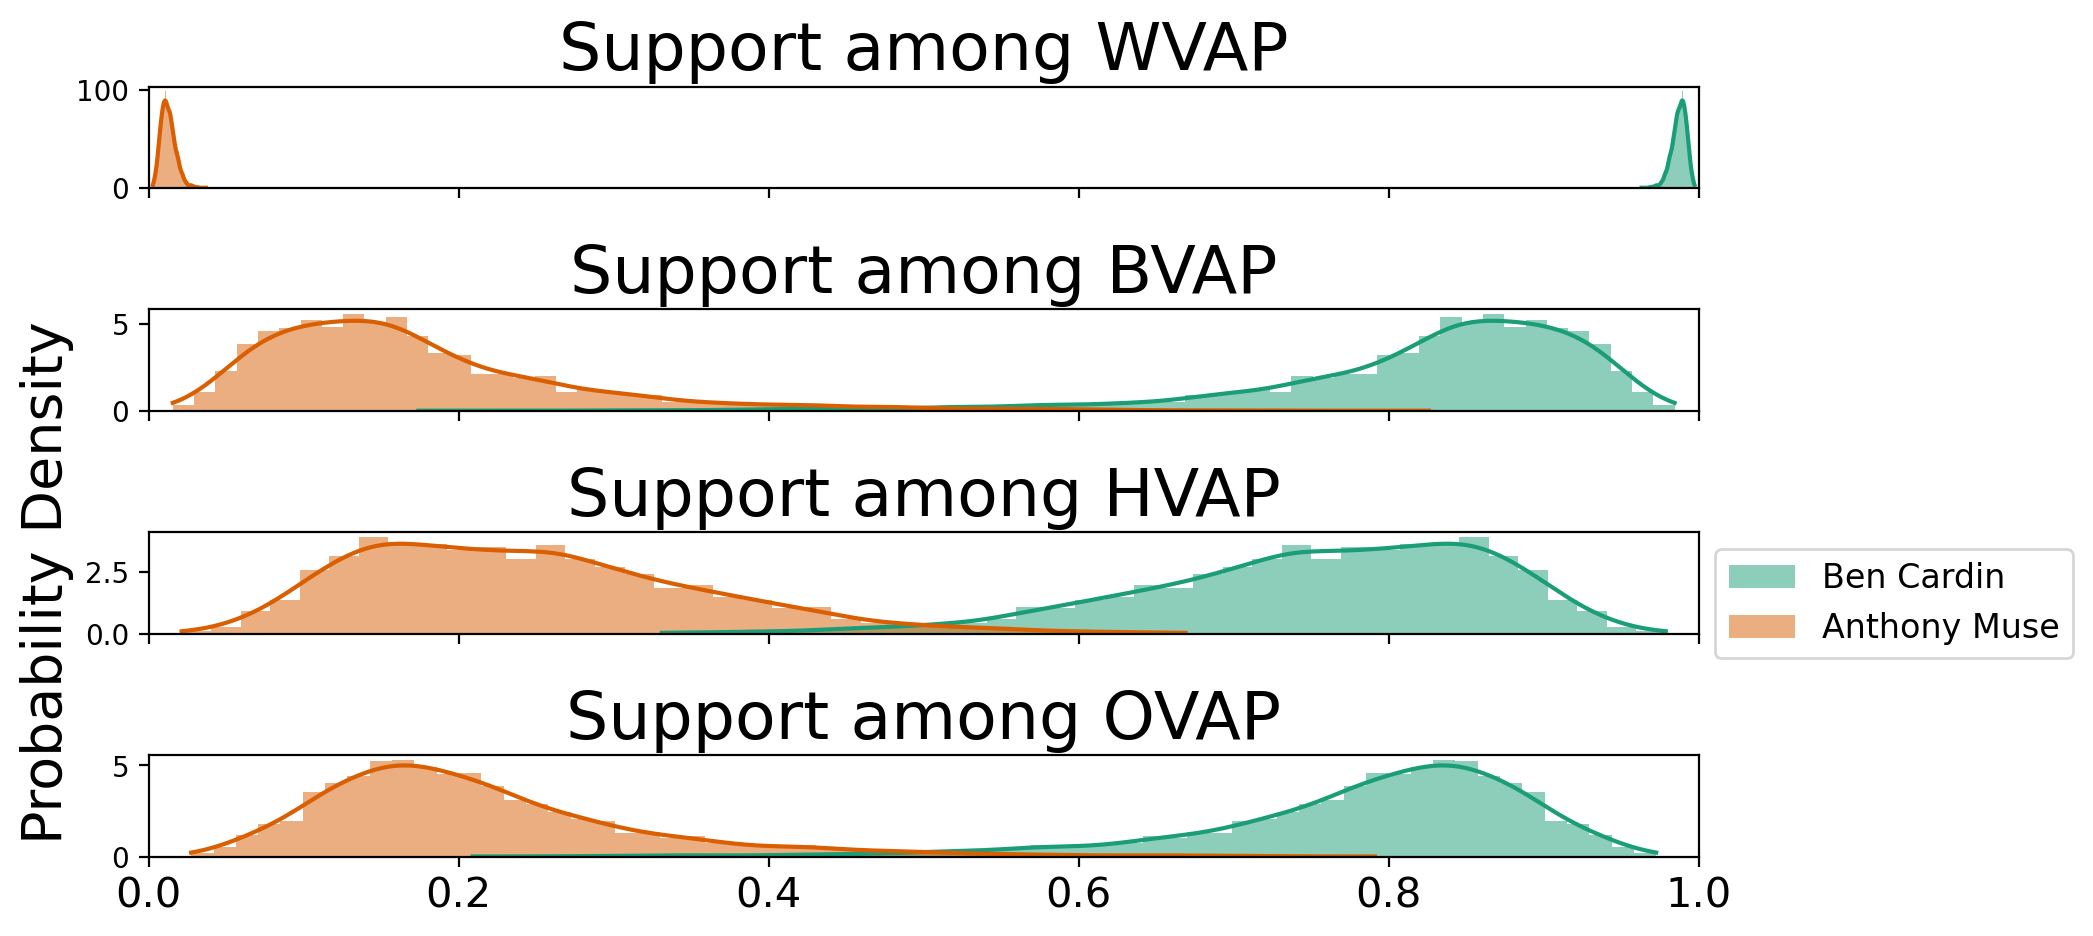 Support among WVAP
100
0
Support among BVAP
5
0
Support among HVAP
2.5
0.0
Support among OVAP
5
0
0.0 0.2 0.4 0.6 0.8 1.0
Probability Density
Ben Cardin
Anthony Muse